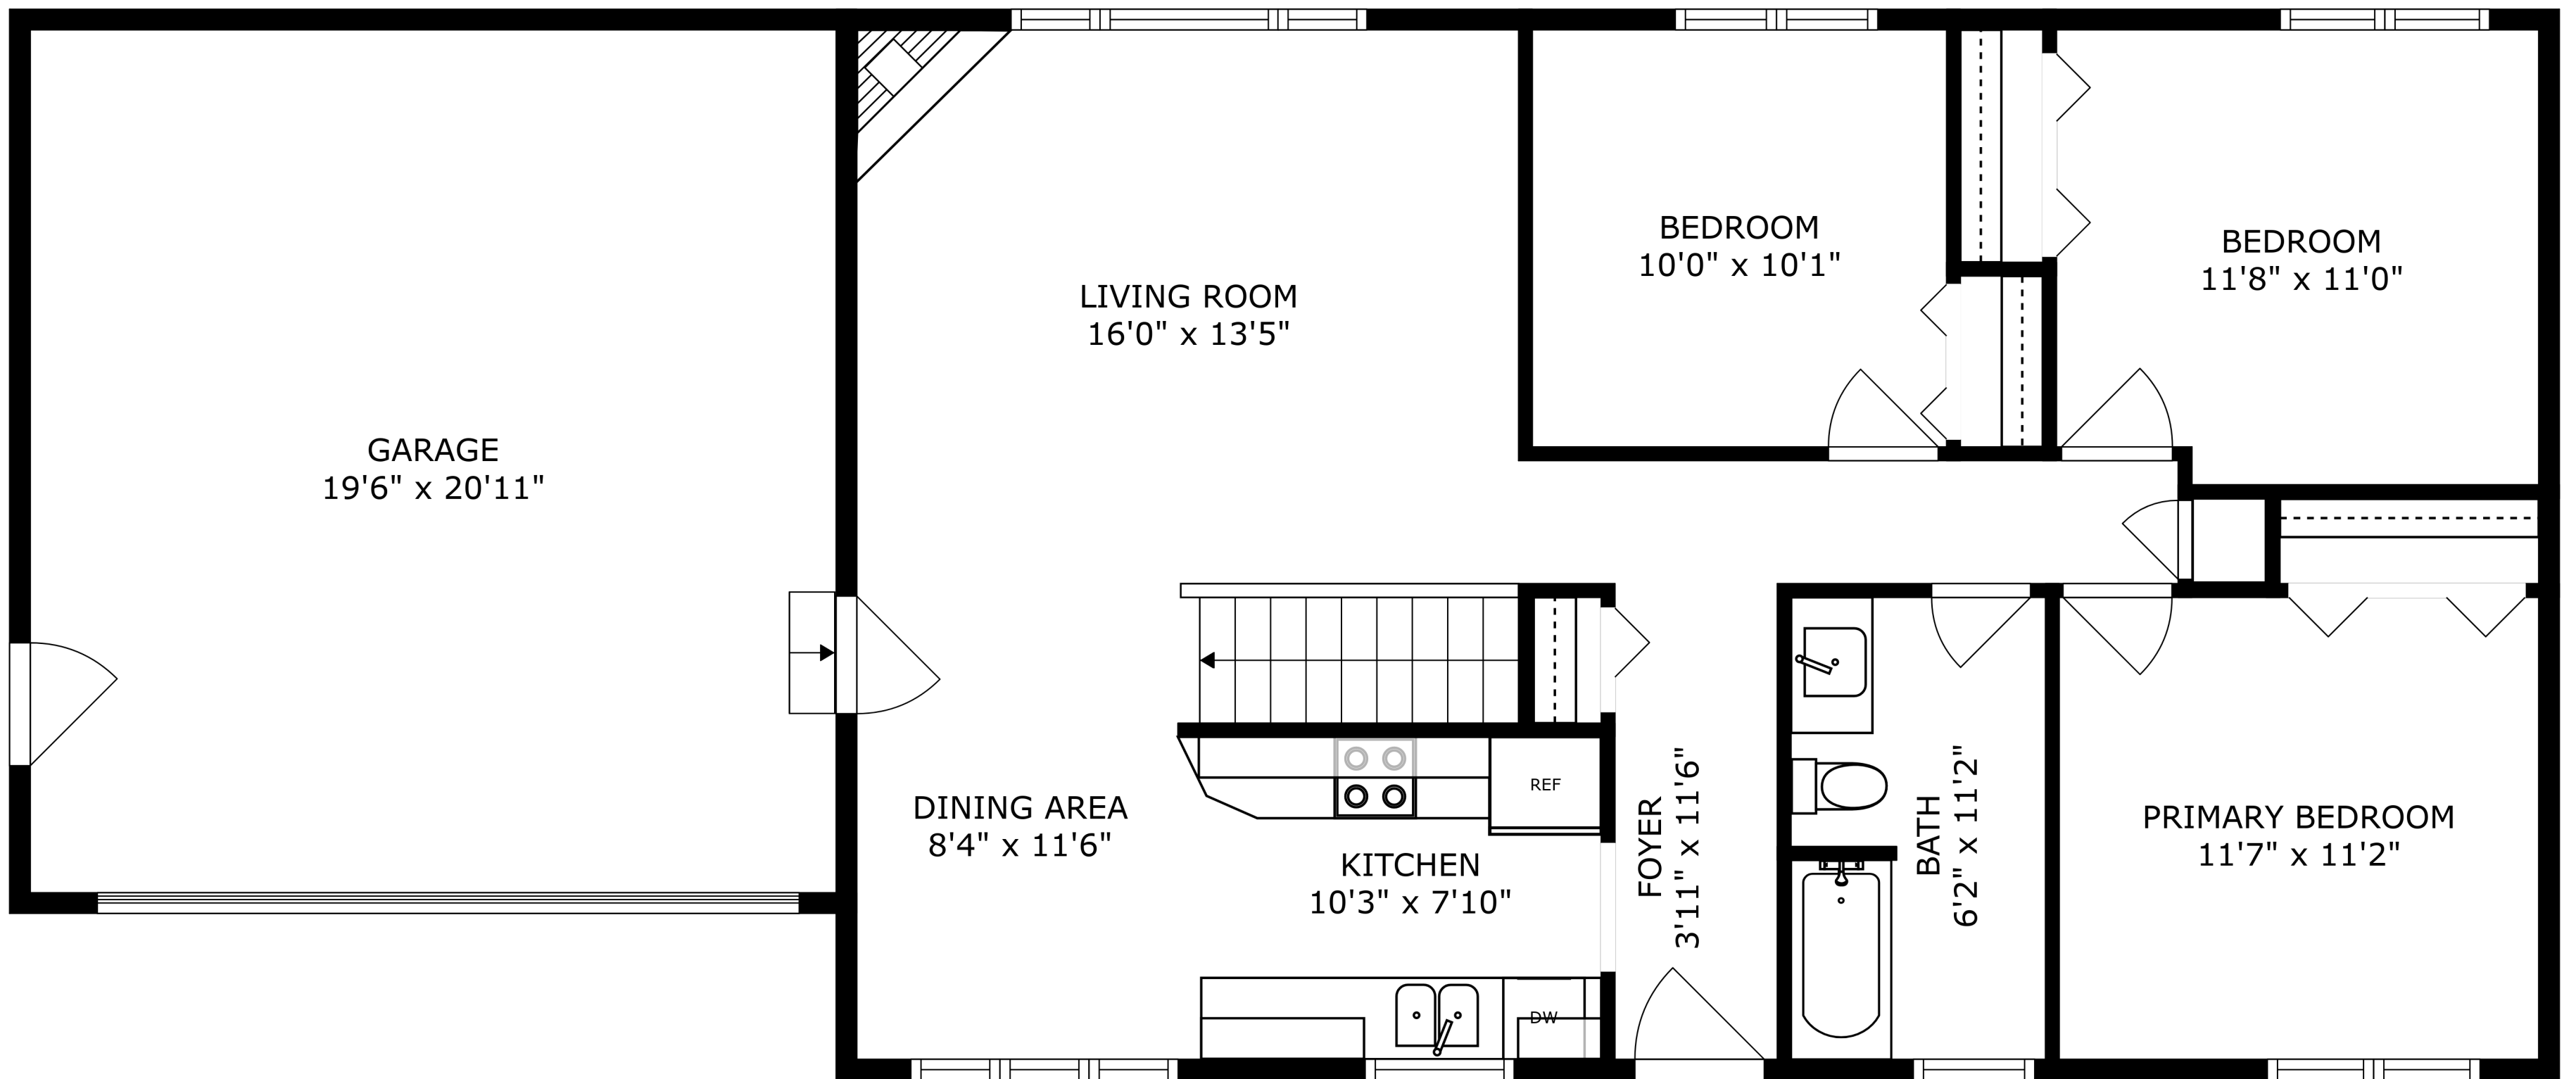 BEDROOM
10'0" x 10'1"
BEDROOM
11'8" x 11'0"
LIVING ROOM
16'0" x 13'5"
GARAGE
19'6" x 20'11"
DINING AREA
8'4" x 11'6"
REF
KITCHEN
10'3" x 7'10"
DW
FOYER
3'11" x 11'6"
BATH
6'2" x 11'2"
PRIMARY BEDROOM
11'7" x 11'2"